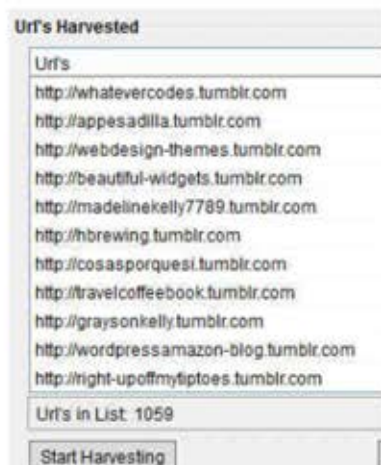 Url's Harvested
Url's
http://whatevercodes.tumblr.com
http://appesadilla.tumblr.com
http://webdesign-themes.tumblr.com
http://beautiful-widgets.tumblr.com
http://madelinekelly7789.tumblr.com
http://hbrewing.tumblr.com
http://cosasporquesi.tumblr.com
http://travelcoffeebook.tumblr.com
http://graysonkelly.tumblr.com
http://wordpressamazon-blog.tumblr.com
http://right-upoffmytiptoes.tumblr.com
Url's in List: 1059
Start Harvesting